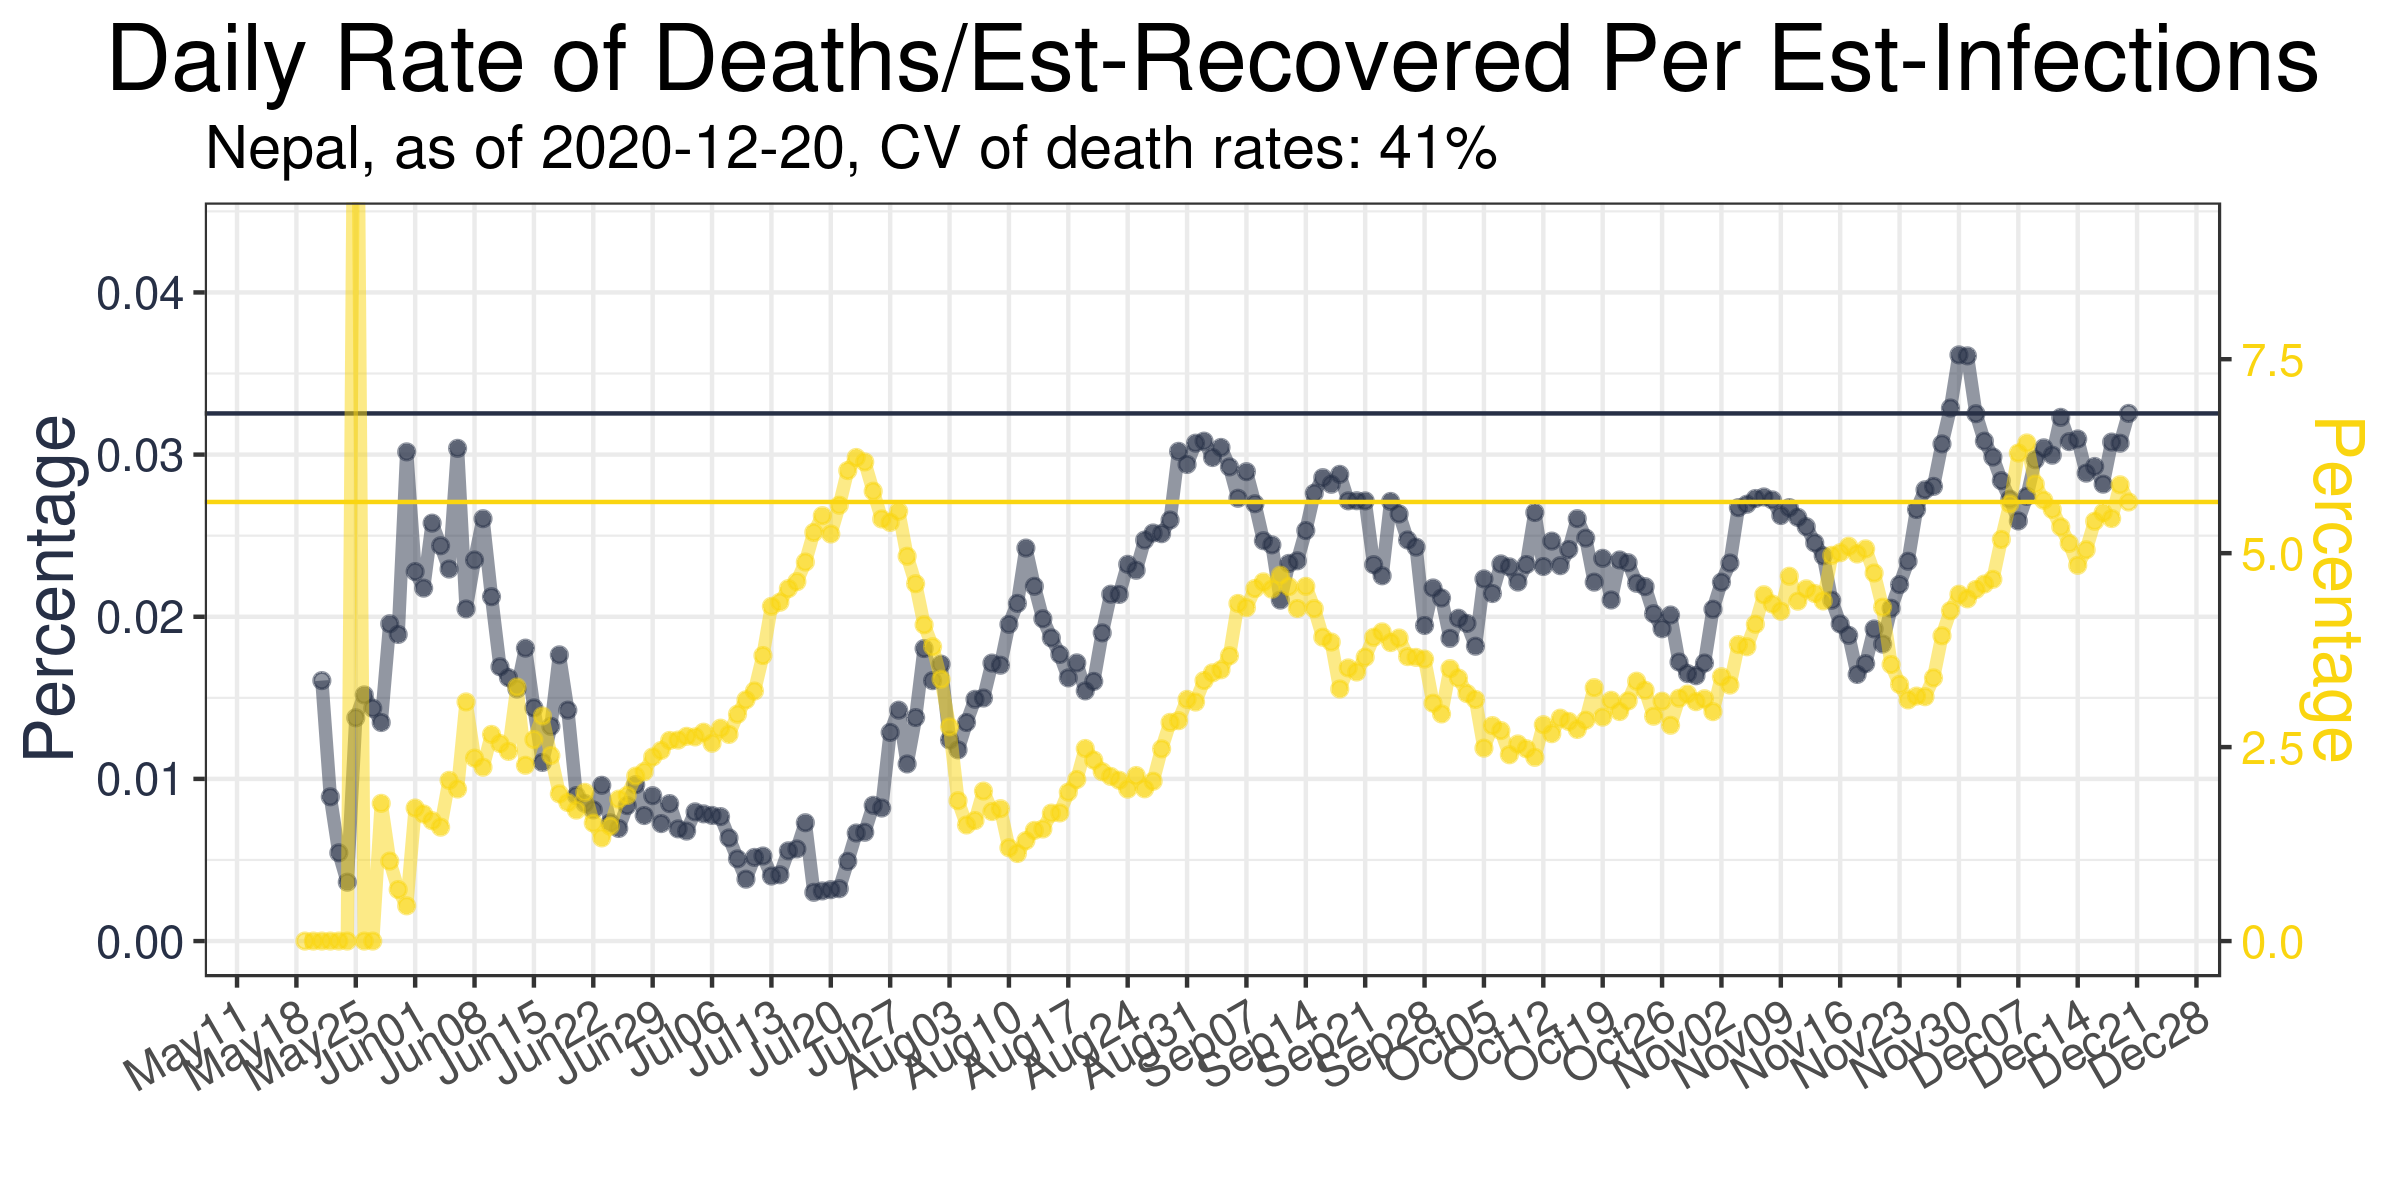 Daily Rate of Deaths/Est-Recovered Per Est-Infections
Nepal, as of 2020-12-20, CV of death rates: 41%
Percentage
0.04
0.03
0.02
0.01
0.00
7.5
5.0
2.5
0.0
Percentage
May11
May18
May25
Jun01
Jun08
Jun15
Jun22
Jun29
Jul06
Jul13
Jul20
Jul27
Aug03
Aug10
Aug17
Aug24
Aug31
Sep07
Sep14
Sep21
Sep28
Oct05
Oct12
Oct19
Oct26
Nov02
Nov09
Nov16
Nov23
Nov30
Dec07
Dec14
Dec21
Dec28